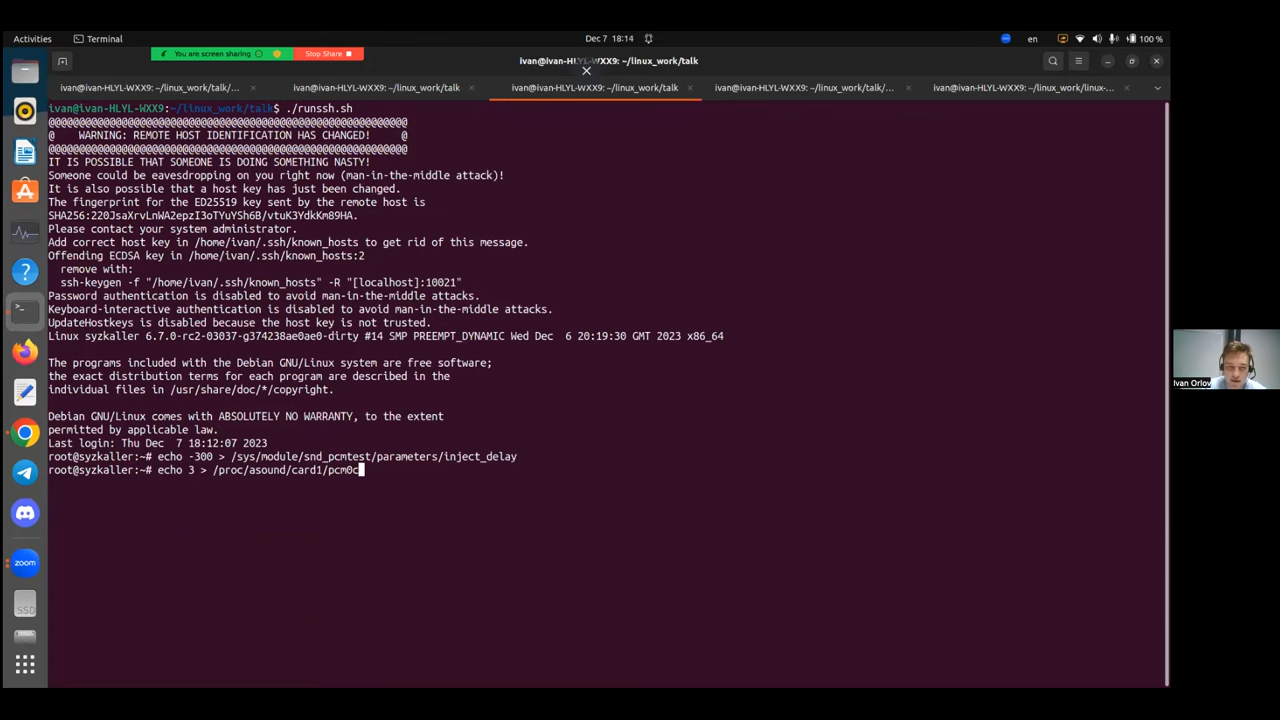 Activities
Terminal
Dec 7 18:14
en
100 %
You are screen sharing
Stop Share
ivan@ivan-HLYL-WXX9: ~/linux_work/talk
ivan@ivan-HLYL-WXX9: ~/linux_work/talk/...
ivan@ivan-HLYL-WXX9: ~/linux_work/talk
ivan@ivan-HLYL-WXX9: ~/linux_work/talk
ivan@ivan-HLYL-WXX9: ~/linux_work/talk/...
ivan@ivan-HLYL-WXX9: ~/linux_work/linux-...
ivan@ivan-HLYL-WXX9:~/linux_work/talk$ ./runssh.sh
@@@@@@@@@@@@@@@@@@@@@@@@@@@@@@@@@@@@@@@@@@@@@@@@@@@@@@@@@@@
@    WARNING: REMOTE HOST IDENTIFICATION HAS CHANGED!     @
@@@@@@@@@@@@@@@@@@@@@@@@@@@@@@@@@@@@@@@@@@@@@@@@@@@@@@@@@@@
IT IS POSSIBLE THAT SOMEONE IS DOING SOMETHING NASTY!
Someone could be eavesdropping on you right now (man-in-the-middle attack)!
It is also possible that a host key has just been changed.
The fingerprint for the ED25519 key sent by the remote host is
SHA256:220JsaXrvLnWA2epzI3oTYuYSh6B/vtuK3YdkKm89HA.
Please contact your system administrator.
Add correct host key in /home/ivan/.ssh/known_hosts to get rid of this message.
Offending ECDSA key in /home/ivan/.ssh/known_hosts:2
remove with:
ssh-keygen -f "/home/ivan/.ssh/known_hosts" -R "[localhost]:10021"
Password authentication is disabled to avoid man-in-the-middle attacks.
Keyboard-interactive authentication is disabled to avoid man-in-the-middle attacks.
UpdateHostkeys is disabled because the host key is not trusted.
Linux syzkaller 6.7.0-rc2-03037-g374238ae0ae0-dirty #14 SMP PREEMPT_DYNAMIC Wed Dec  6 20:19:30 GMT 2023 x86_64
The programs included with the Debian GNU/Linux system are free software;
the exact distribution terms for each program are described in the
individual files in /usr/share/doc/*/copyright.
Debian GNU/Linux comes with ABSOLUTELY NO WARRANTY, to the extent
permitted by applicable law.
Last login: Thu Dec  7 18:12:07 2023
root@syzkaller:~# echo -300 > /sys/module/snd_pcmtest/parameters/inject_delay
root@syzkaller:~# echo 3 > /proc/asound/card1/pcm0c
zoom
SSD
Ivan Orlov